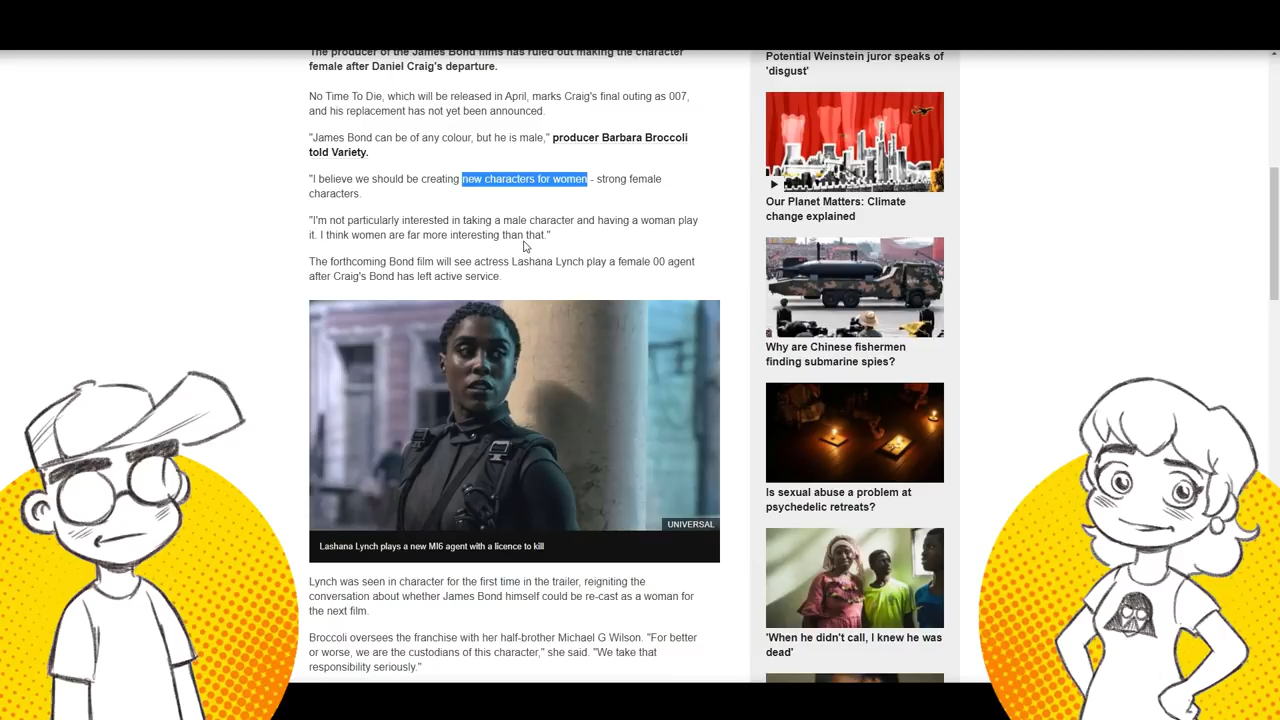 The producer of the James Bond films has ruled out making the character
female after Daniel Craig's departure.
No Time To Die, which will be released in April, marks Craig's final outing as 007,
and his replacement has not yet been announced.
"James Bond can be of any colour, but he is male," producer Barbara Broccoli
told Variety.
"I believe we should be creating new characters for women - strong female
characters.
"I'm not particularly interested in taking a male character and having a woman play
it. I think women are far more interesting than that."
The forthcoming Bond film will see actress Lashana Lynch play a female 00 agent
after Craig's Bond has left active service.
UNIVERSAL
Lashana Lynch plays a new MI6 agent with a licence to kill
Lynch was seen in character for the first time in the trailer, reigniting the
conversation about whether James Bond himself could be re-cast as a woman for
the next film.
Broccoli oversees the franchise with her half-brother Michael G Wilson. "For better
or worse, we are the custodians of this character," she said. "We take that
responsibility seriously."
Potential Weinstein juror speaks of
'disgust'
Our Planet Matters: Climate
change explained
Why are Chinese fishermen
finding submarine spies?
Is sexual abuse a problem at
psychedelic retreats?
'When he didn't call, I knew he was
dead'